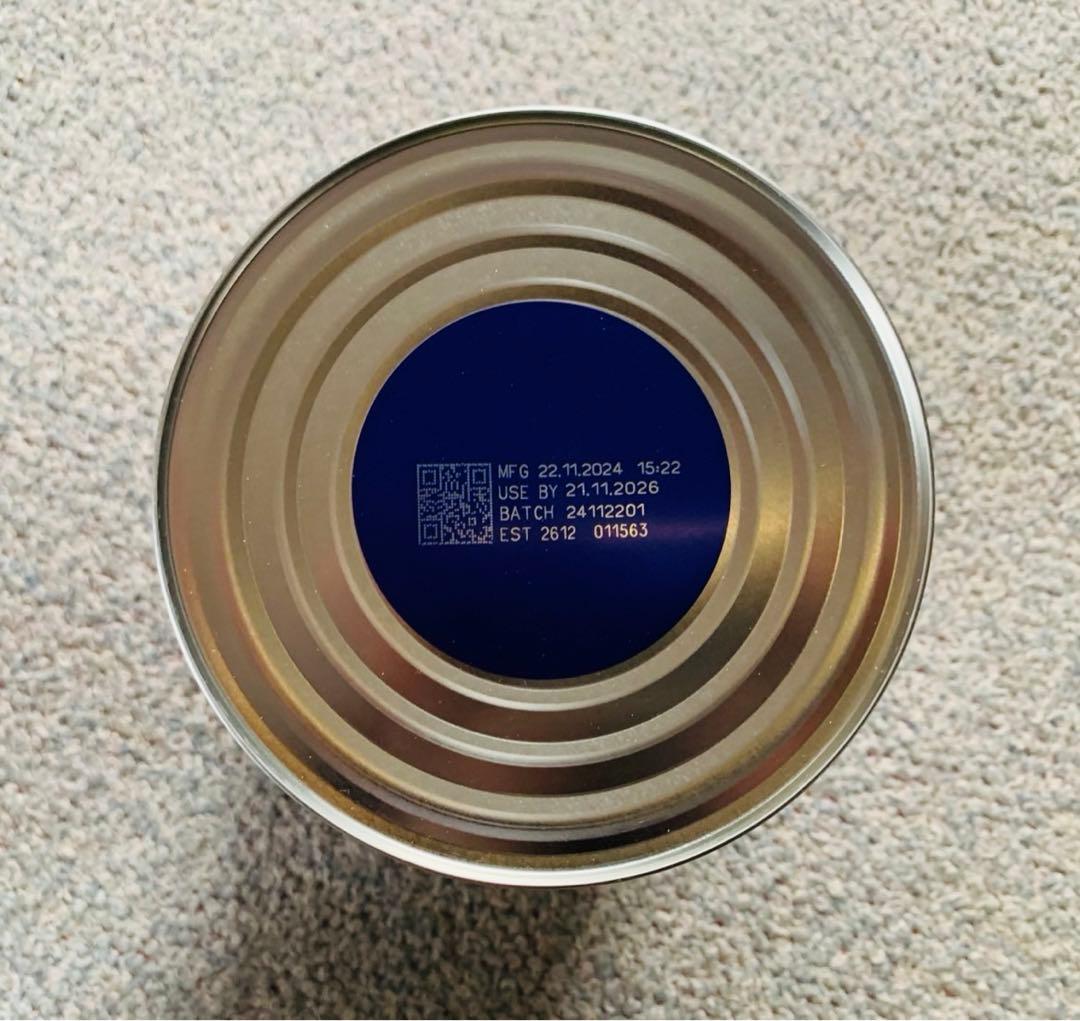 MFG 22.11.2024 15:22
USE BY 21.11.2026
BATCH 24112201
EST 2612 011563